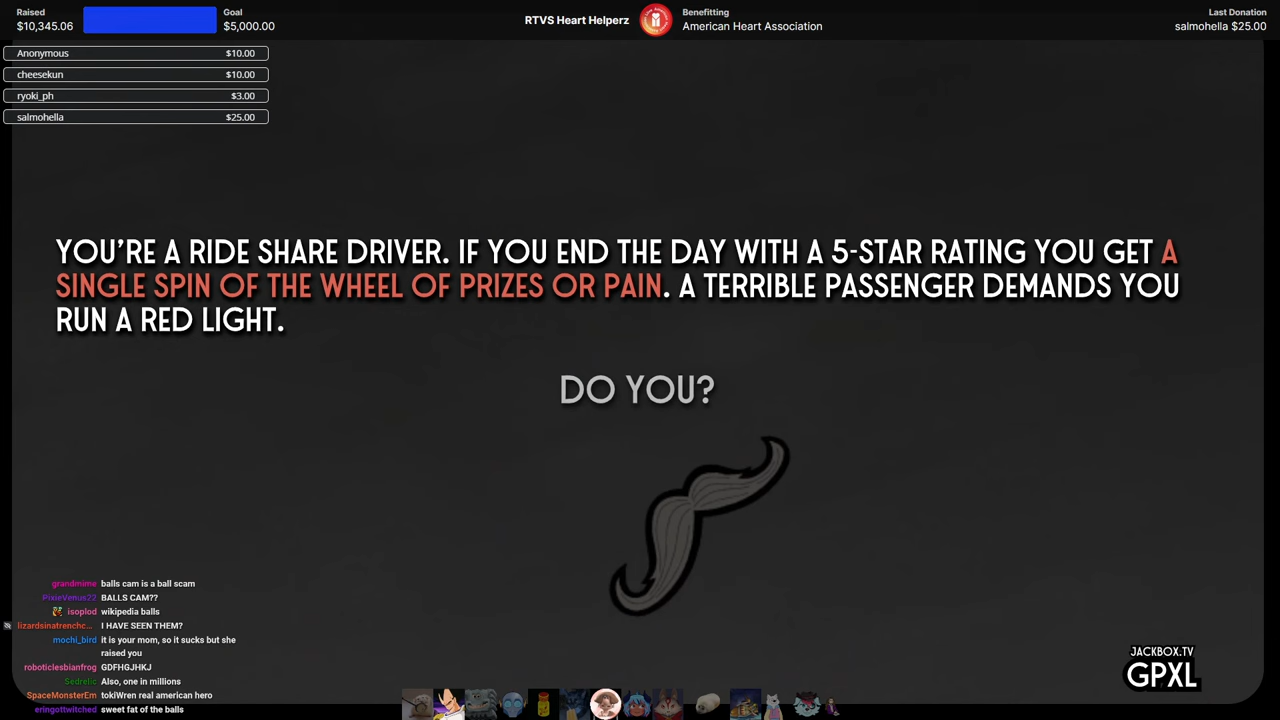 Raised
$10,345.06
Goal
$5,000.00
RTVS Heart Helperz
Benefitting
American Heart Association
Last Donation
salmohella $25.00
Anonymous $10.00
cheesekun $10.00
ryoki_ph $3.00
salmohella $25.00
YOU'RE A RIDE SHARE DRIVER. IF YOU END THE DAY WITH A 5-STAR RATING YOU GET A
SINGLE SPIN OF THE WHEEL OF PRIZES OR PAIN. A TERRIBLE PASSENGER DEMANDS YOU
RUN A RED LIGHT.
DO YOU?
grandmime balls cam is a ball scam
PixieVenus22 BALLS CAM??
isoplod wikipedia balls
lizardsinatrenchc... I HAVE SEEN THEM?
mochi_bird it is your mom, so it sucks but she
raised you
roboticlesbianfrog GDFHGJHKJ
Sedrelic Also, one in millions
SpaceMonsterEm tokiWren real american hero
eringottwitched sweet fat of the balls
JACKBOX.TV
GPXL